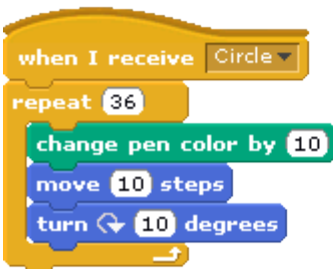 when I receive Circle
repeat 36
change pen color by 10
move 10 steps
turn 10 degrees